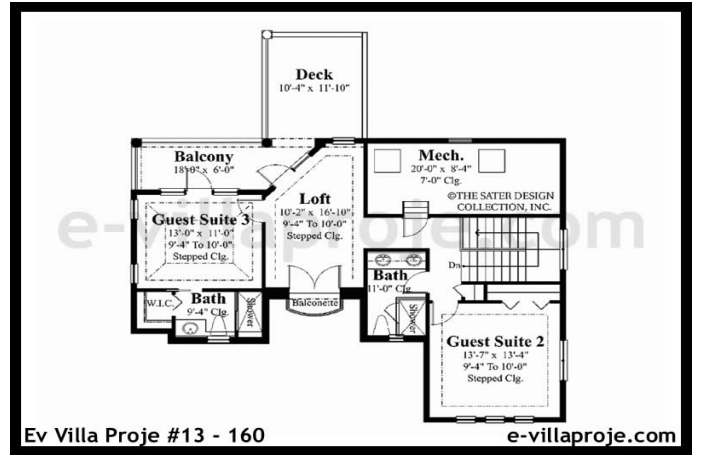 Deck
10'-4" x 11'-10"
Balcony
18'-0" x 6'-0"
Mech.
20'-0" x 8'-4"
7'-0" Clg.
©THE SATER DESIGN
COLLECTION, INC.
Loft
10'-2" x 16'-10"
9'-4" To 10'-0"
Stepped Clg.
Guest Suite 3
13'-0" x 11'-0"
9'-4" To 10'-0"
Stepped Clg.
e-villaproje.com
Dn
Bath
11'-0" Clg.
W.I.C.
Bath
9'-4" Clg.
Shower
Balconette
Shower
Guest Suite 2
13'-7" x 13'-4"
9'-4" To 10'-0"
Stepped Clg.
Ev Villa Proje #13 - 160
e-villaproje.com